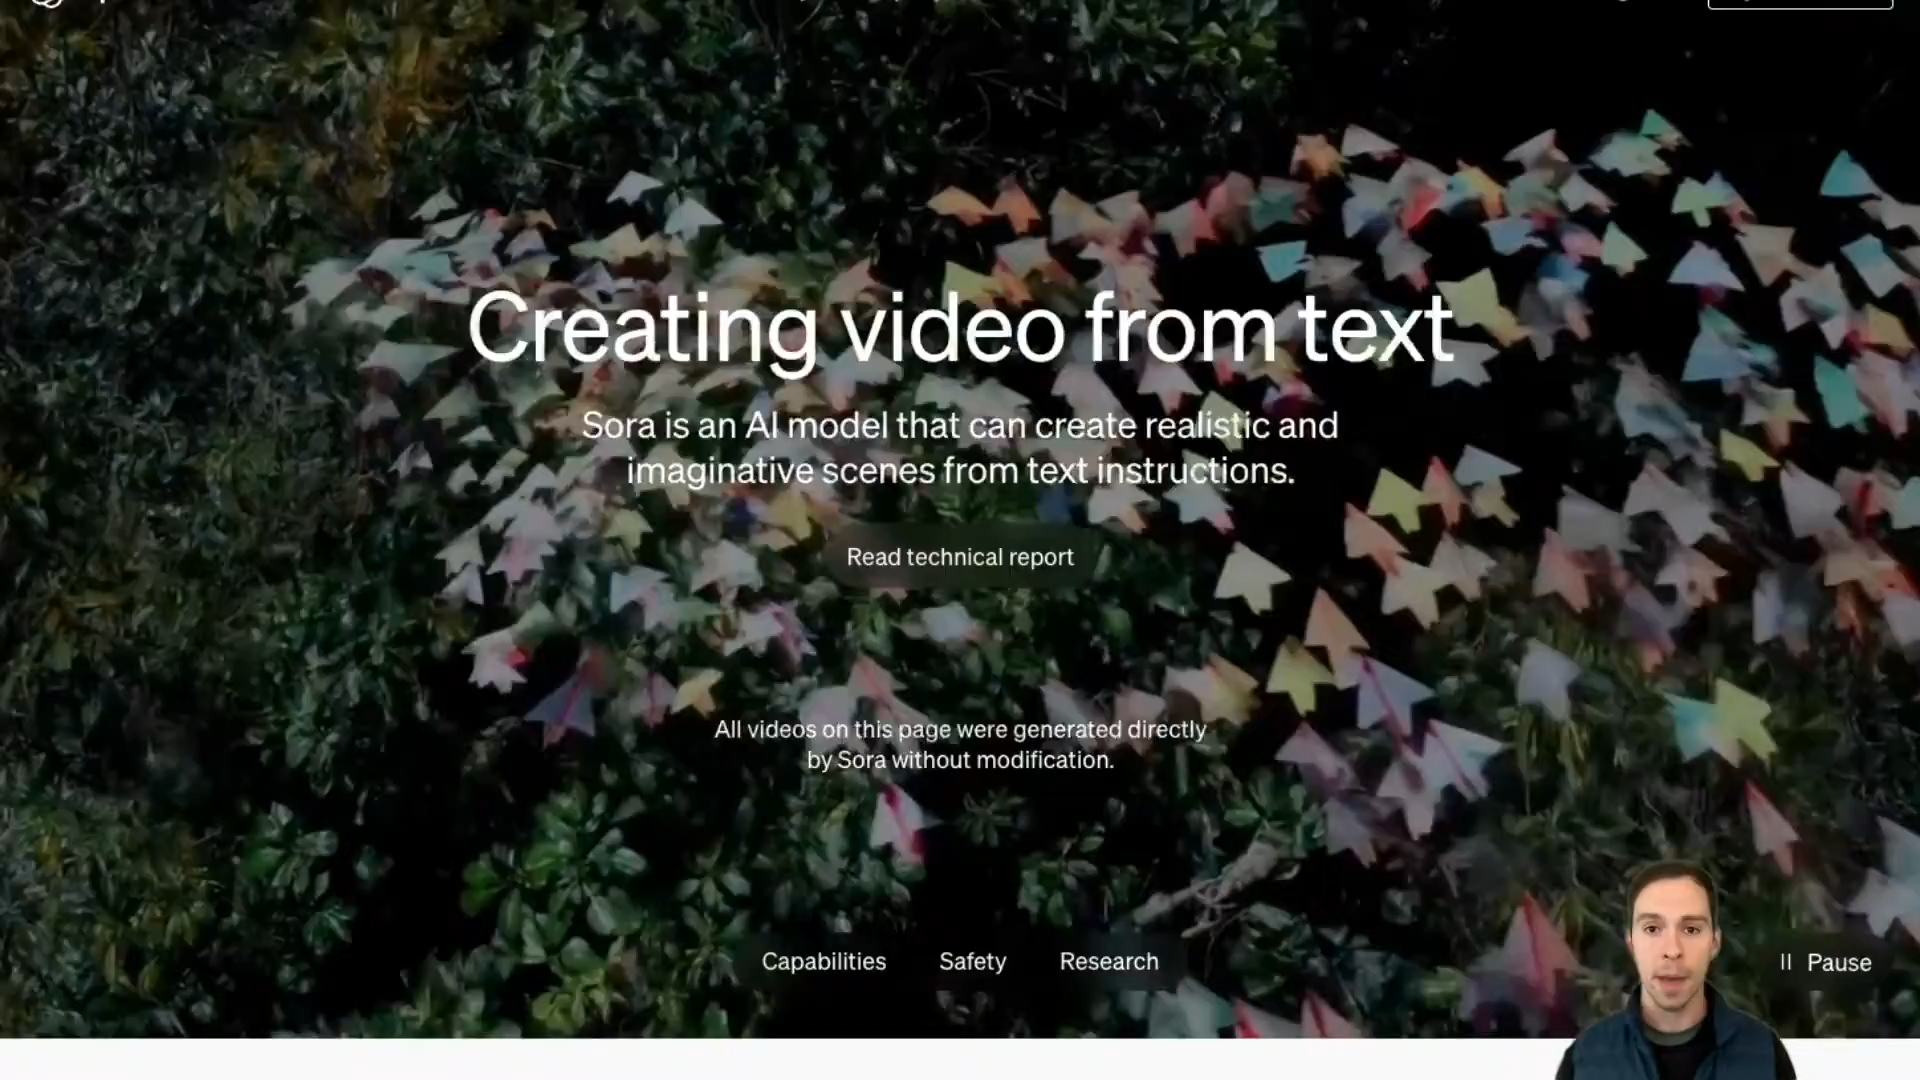 Creating video from text
Sora is an AI model that can create realistic and
imaginative scenes from text instructions.
Read technical report
All videos on this page were generated directly
by Sora without modification.
Capabilities Safety Research
Pause